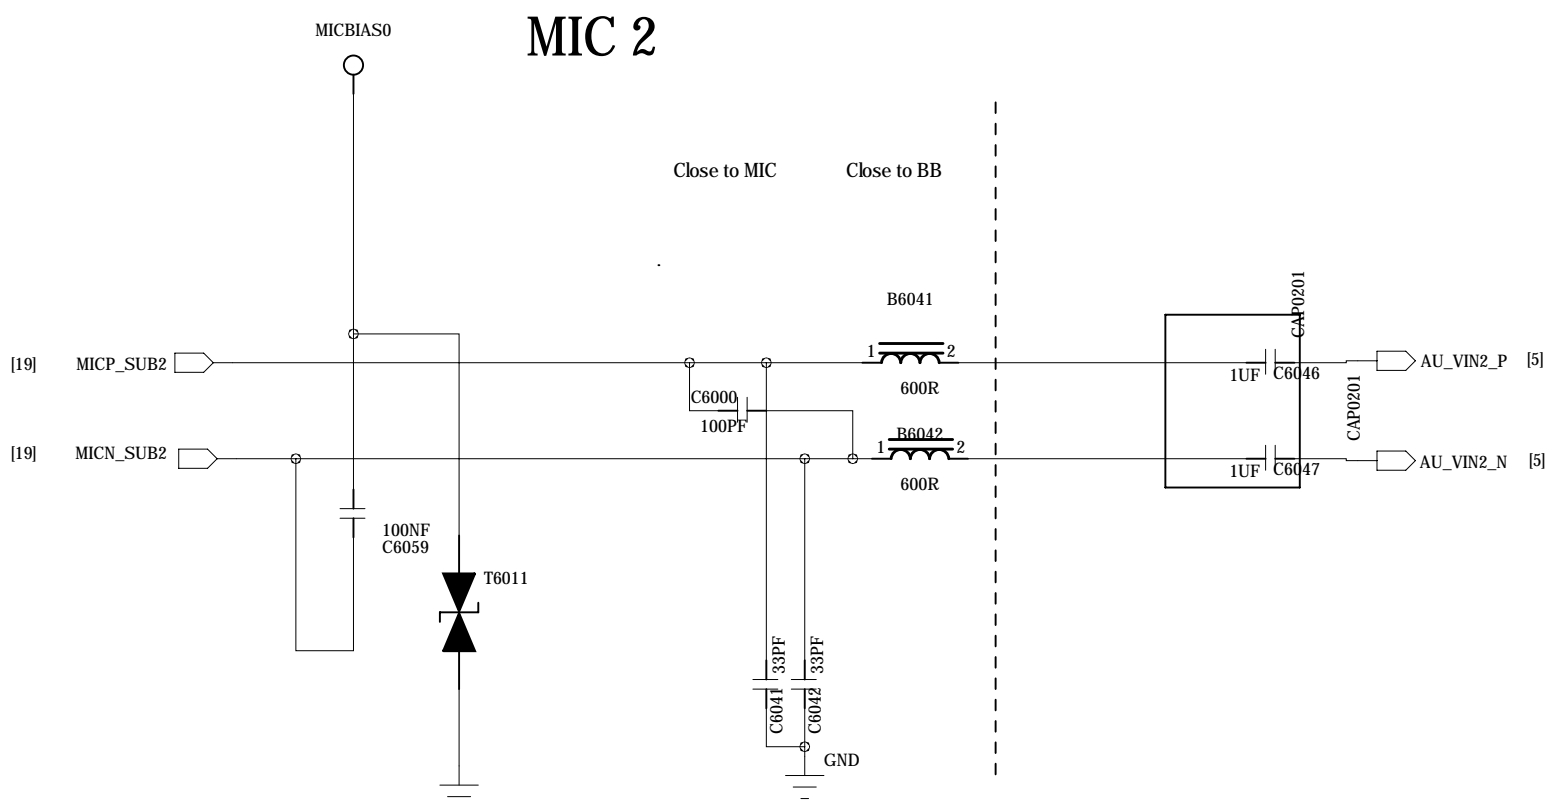 MICBIAS0
MIC 2
Close to MIC
Close to BB
CAP0201
B6041
1
2
[19]
MICP_SUB2
AU_VIN2_P
[5]
1UF
C6046
600R
C6000
100PF
CAP0201
B6042
1
2
[19]
MICN_SUB2
AU_VIN2_N
[5]
1UF
C6047
600R
100NF
C6059
T6011
33PF
33PF
C6041
C6042
GND